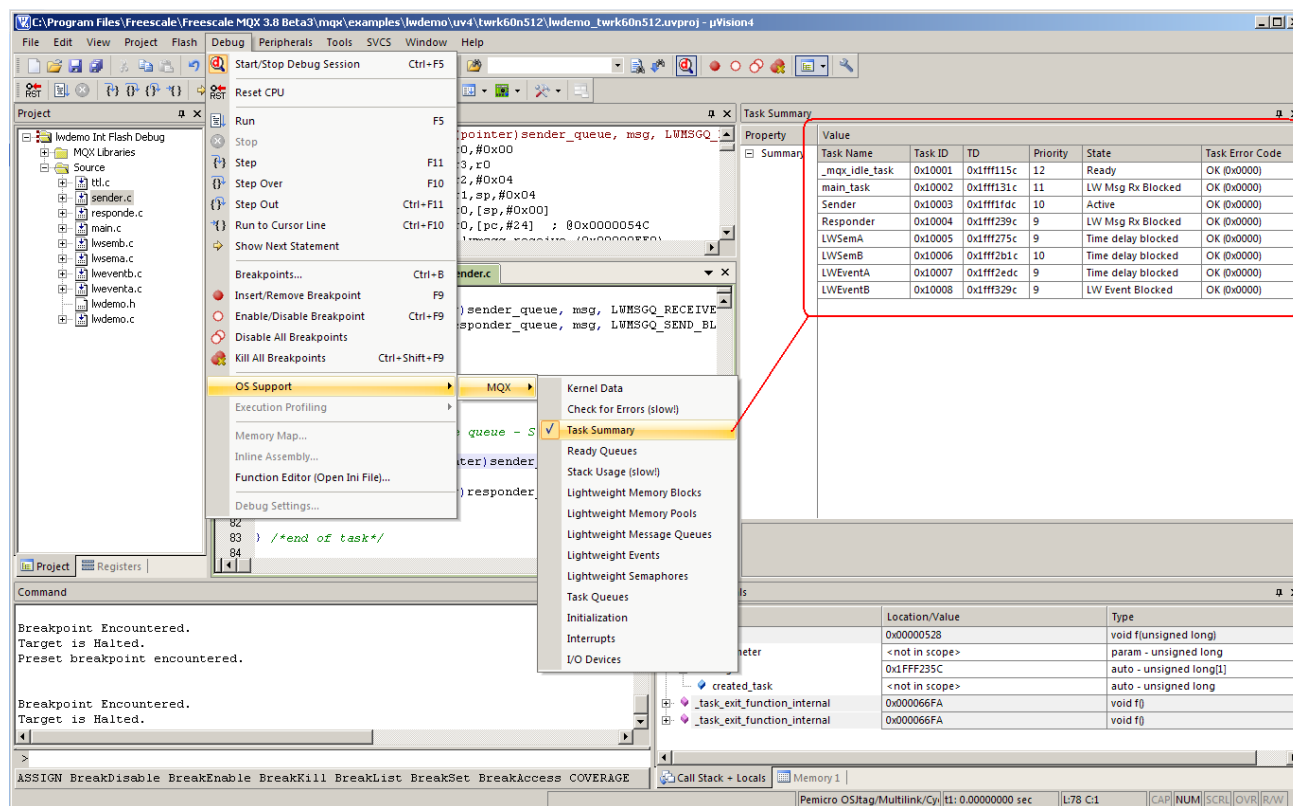 C:\Program Files\Freescale\Freescale MQX 3.8 Beta3\mqx\examples\lwdemo\uv4\twrk60n512\lwdemo_twrk60n512.uvproj - µVision4
File Edit View Project Flash Debug Peripherals Tools SVCS Window Help
Start/Stop Debug Session Ctrl+F5
Reset CPU
Run F5
Stop
Step F11
Step Over F10
Step Out Ctrl+F11
Run to Cursor Line Ctrl+F10
Show Next Statement
Breakpoints... Ctrl+B
Insert/Remove Breakpoint F9
Enable/Disable Breakpoint Ctrl+F9
Disable All Breakpoints
Kill All Breakpoints Ctrl+Shift+F9
OS Support
Execution Profiling
Memory Map...
Inline Assembly...
Function Editor (Open Ini File)...
Debug Settings...
MQX
Kernel Data
Check for Errors (slow!)
Task Summary
Ready Queues
Stack Usage (slow!)
Lightweight Memory Blocks
Lightweight Memory Pools
Lightweight Message Queues
Lightweight Events
Lightweight Semaphores
Task Queues
Initialization
Interrupts
I/O Devices
RST
RST
Project
lwdemo Int Flash Debug
MQX Libraries
Source
ttl.c
sender.c
responde.c
main.c
lwsemb.c
lwsema.c
lweventb.c
lweventa.c
lwdemo.h
lwdemo.c
Project Registers
(pointer)sender_queue, msg, LWMSGQ_
r0,#0x00
r3,r0
r2,#0x04
r1,sp,#0x04
r0,[sp,#0x00]
r0,[pc,#24] ; @0x0000054C
ender.c
)sender_queue, msg, LWMSGQ_RECEIVE
esponder_queue, msg, LWMSGQ_SEND_BL
queue - S
ter)sender_
)responder_
82
83 } /*end of task*/
84
Task Summary
Property Value
Summary Task Name Task ID TD Priority State Task Error Code
_mqx_idle_task 0x10001 0x1fff115c 12 Ready OK (0x0000)
main_task 0x10002 0x1fff131c 11 LW Msg Rx Blocked OK (0x0000)
Sender 0x10003 0x1fff1fdc 10 Active OK (0x0000)
Responder 0x10004 0x1fff239c 9 LW Msg Rx Blocked OK (0x0000)
LWSemA 0x10005 0x1fff275c 9 Time delay blocked OK (0x0000)
LWSemB 0x10006 0x1fff2b1c 10 Time delay blocked OK (0x0000)
LWEventA 0x10007 0x1fff2edc 9 Time delay blocked OK (0x0000)
LWEventB 0x10008 0x1fff329c 9 LW Event Blocked OK (0x0000)
Command
Breakpoint Encountered.
Target is Halted.
Preset breakpoint encountered.
Breakpoint Encountered.
Target is Halted.
>
ASSIGN BreakDisable BreakEnable BreakKill BreakList BreakSet BreakAccess COVERAGE
ls
Location/Value Type
0x00000528 void f(unsigned long)
neter <not in scope> param - unsigned long
0x1FFF235C auto - unsigned long[1]
created_task <not in scope> auto - unsigned long
_task_exit_function_internal 0x000066FA void f()
_task_exit_function_internal 0x000066FA void f()
Call Stack + Locals Memory 1
Pemicro OSJtag/Multilink/Cy t1: 0.00000000 sec L:78 C:1 CAP NUM SCRL OVR R/W